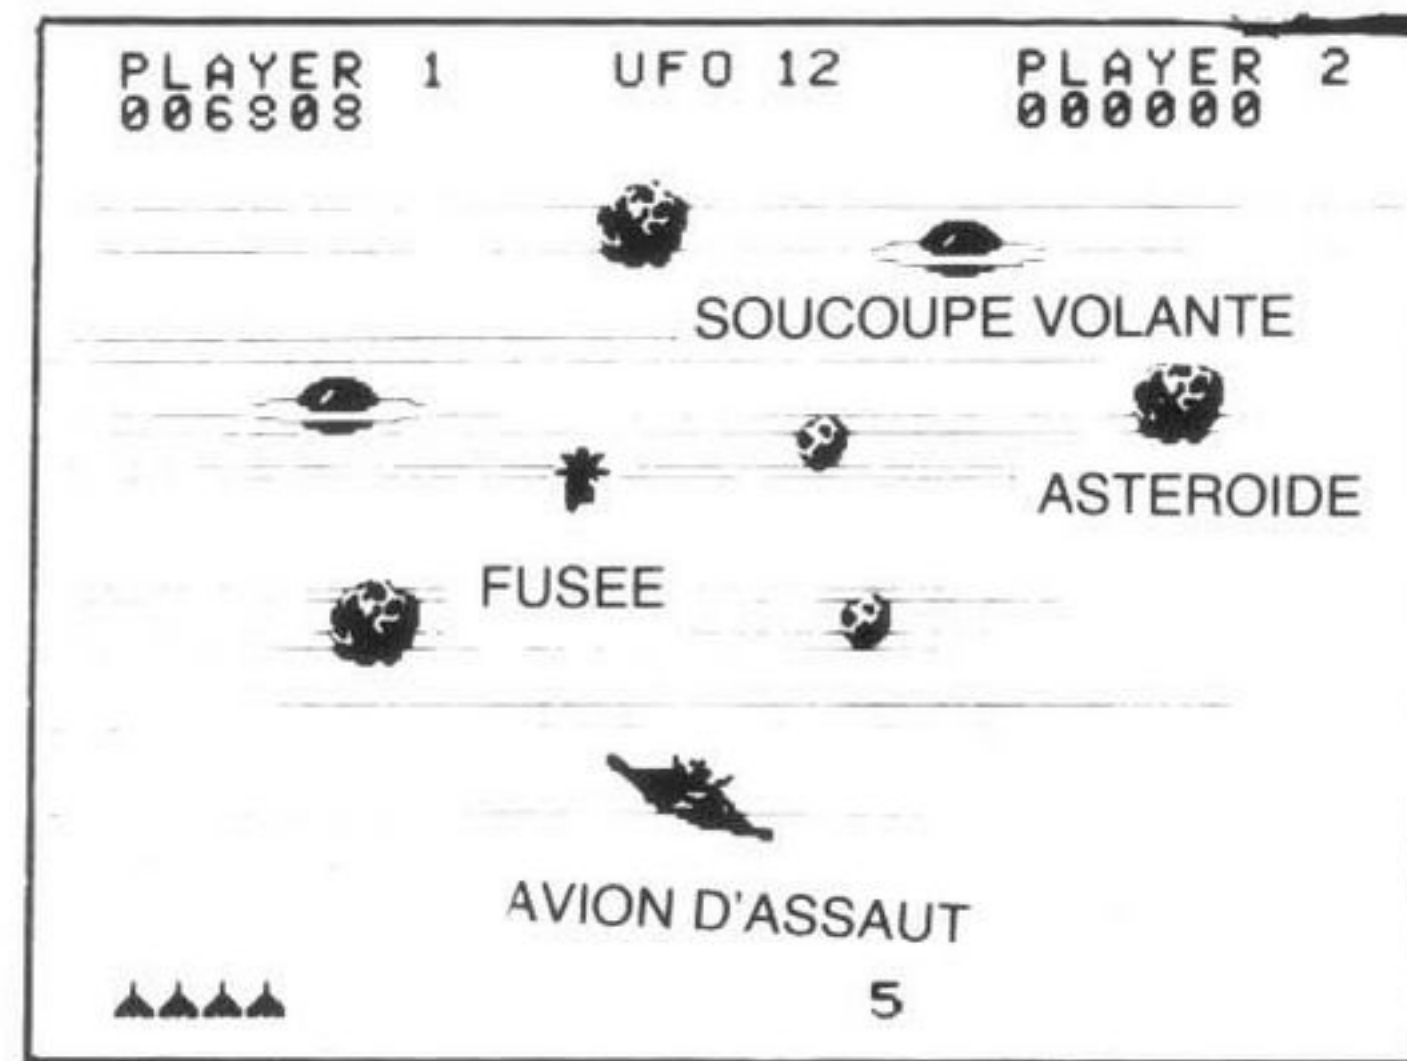 PLAYER 1 UFO 12 PLAYER 2
006808 000000
SOUCOUPE VOLANTE
ASTEROIDE
FUSEE
AVION D'ASSAUT
5